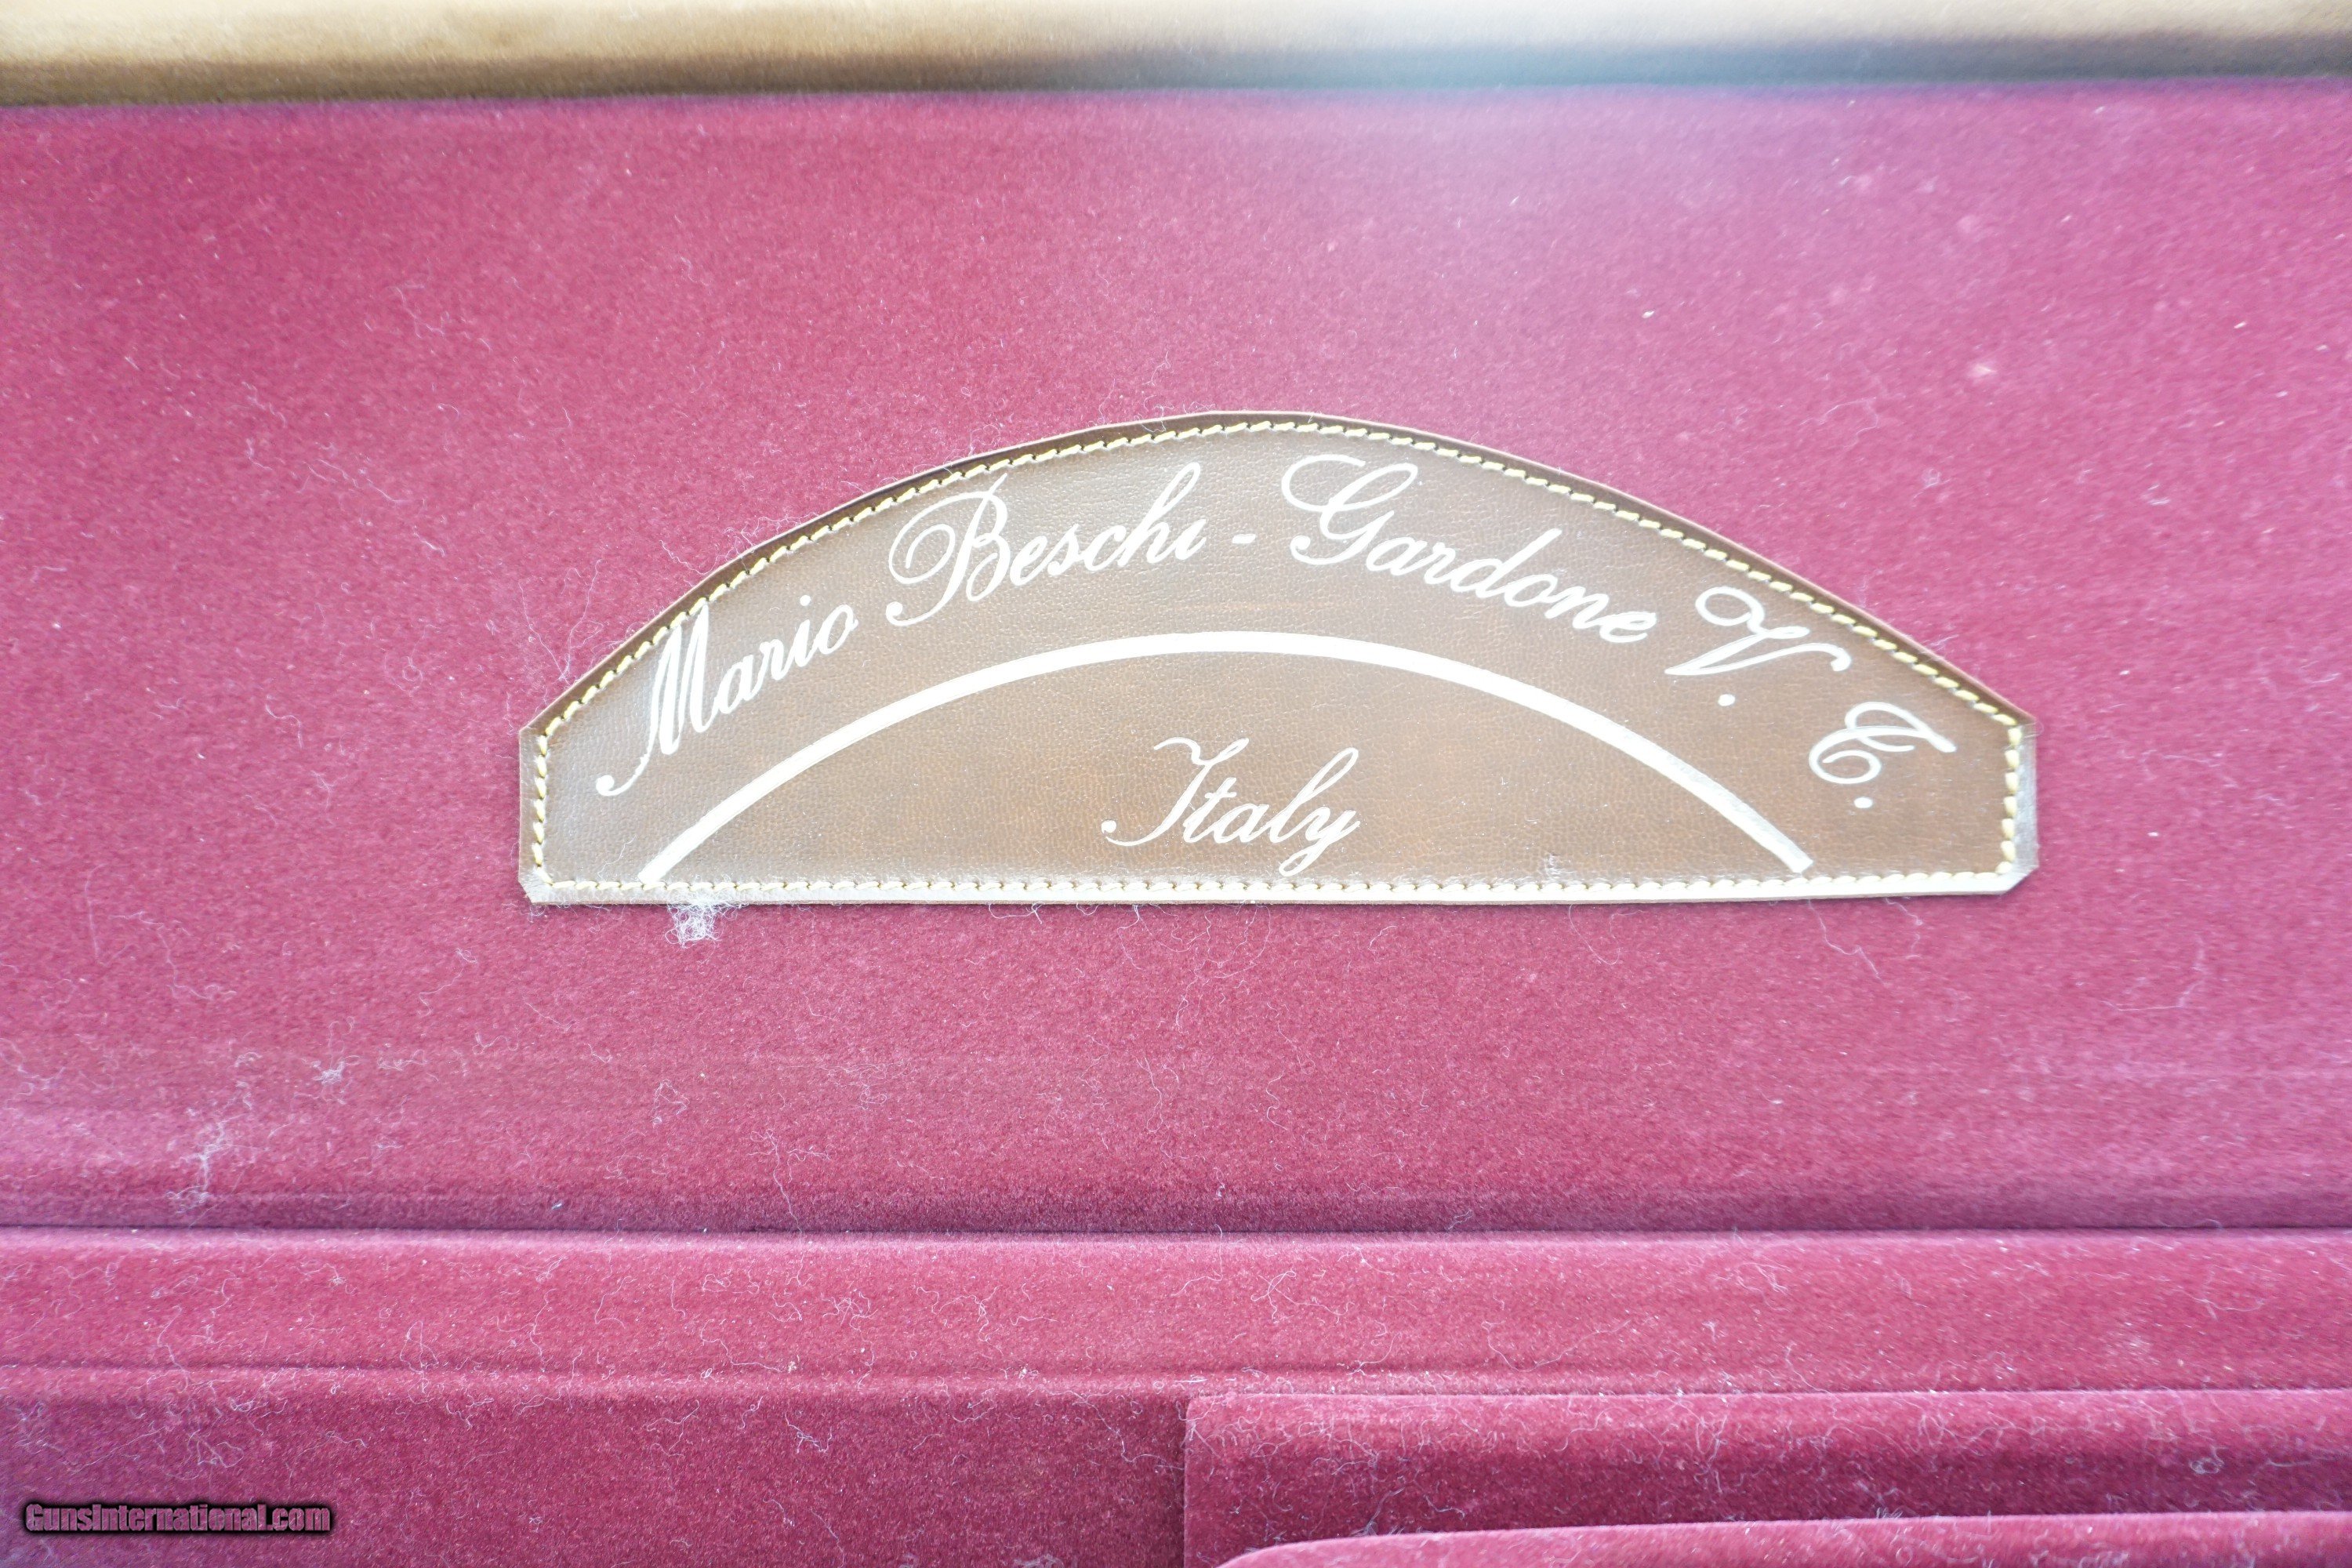 Mario Beschi - Gardone V. T.
Italy
GunsInternational.com